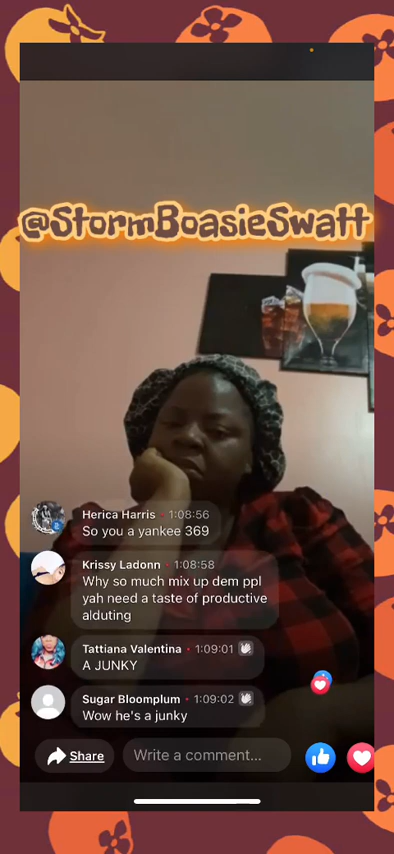 @StormBoasieSwatt
Herica Harris • 1:08:56
So you a yankee 369
Krissy Ladonn • 1:08:58
Why so much mix up dem ppl
yah need a taste of productive
alduting
Tattiana Valentina • 1:09:01
A JUNKY
Sugar Bloomplum • 1:09:02
Wow he's a junky
Share
Write a comment...